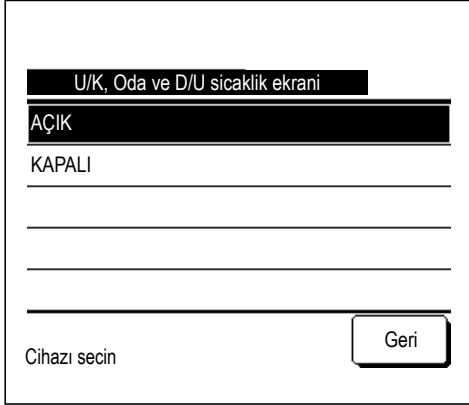 U/K, Oda ve D/U sicaklik ekrani
AÇIK
KAPALI
Geri
Cihazı secin